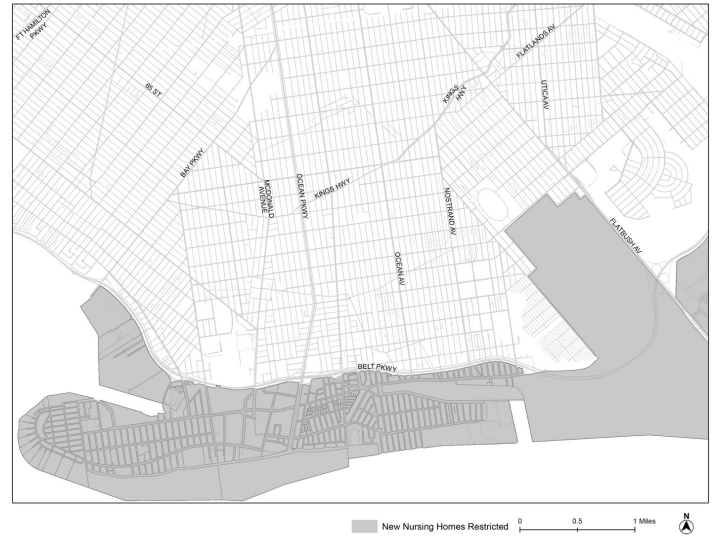 FT HAMILTON
PKWY
65 ST
BAY PKWY
MCDONALD
AVENUE
OCEAN PKWY
KINGS HWY
KINGS
HWY
FLATLANDS AV
UTICA AV
NOSTRAND AV
OCEAN AV
FLATBUSH AV
BELT PKWY
New Nursing Homes Restricted
0 0.5 1 Miles
N